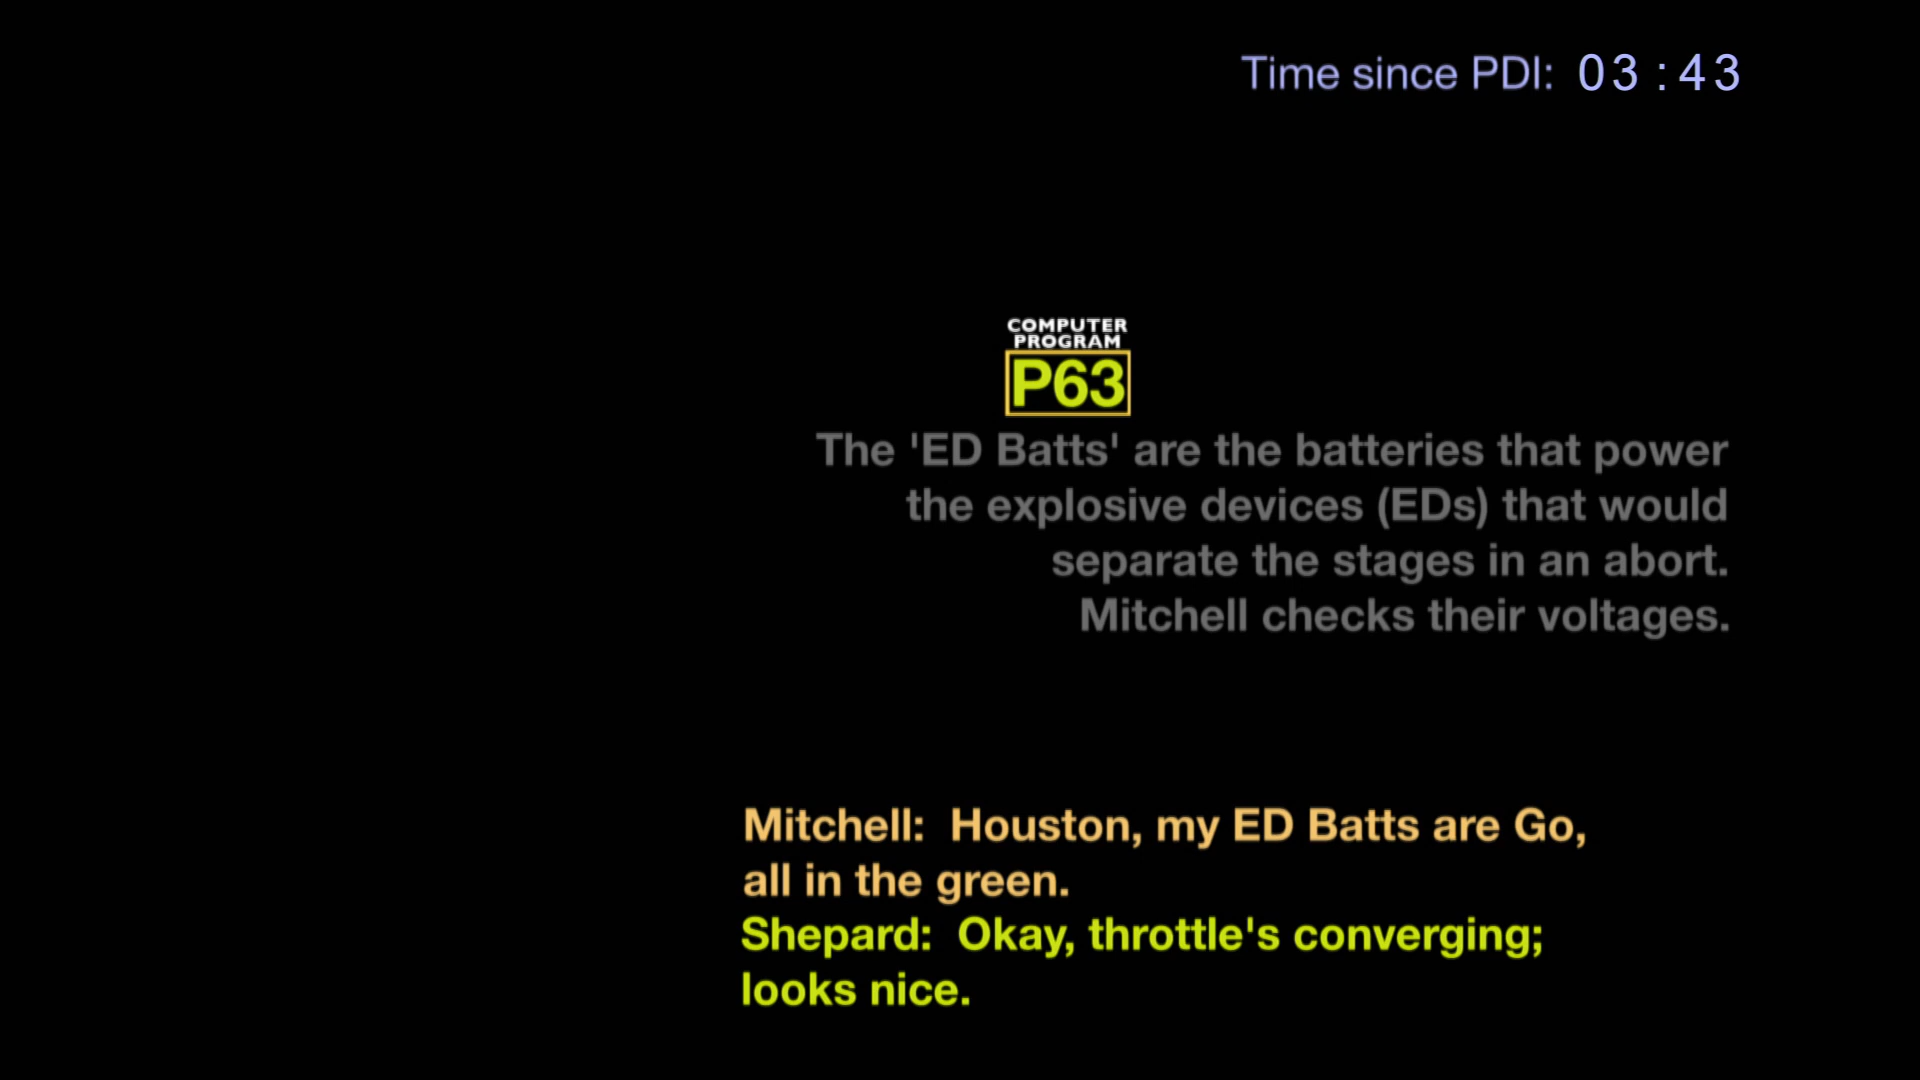 Time since PDI: 03:43
COMPUTER
PROGRAM
P63
The 'ED Batts' are the batteries that power
the explosive devices (EDs) that would
separate the stages in an abort.
Mitchell checks their voltages.
Mitchell: Houston, my ED Batts are Go,
all in the green.
Shepard: Okay, throttle's converging;
looks nice.